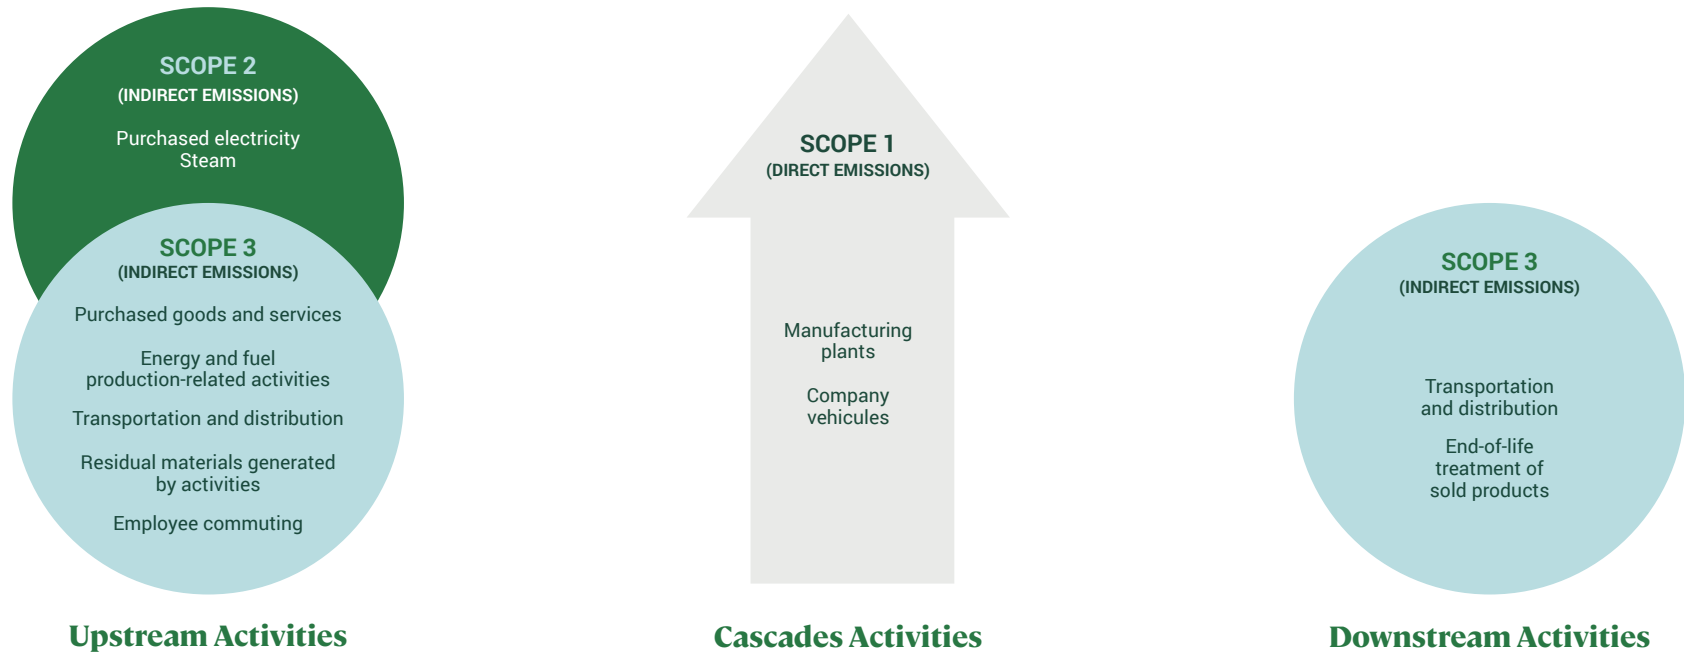 SCOPE 2
(INDIRECT EMISSIONS)
Purchased electricity
Steam
SCOPE 3
(INDIRECT EMISSIONS)
Purchased goods and services
Energy and fuel
production-related activities
Transportation and distribution
Residual materials generated
by activities
Employee commuting
Upstream Activities
SCOPE 1
(DIRECT EMISSIONS)
Manufacturing
plants
Company
vehicules
Cascades Activities
SCOPE 3
(INDIRECT EMISSIONS)
Transportation
and distribution
End-of-life
treatment of
sold products
Downstream Activities